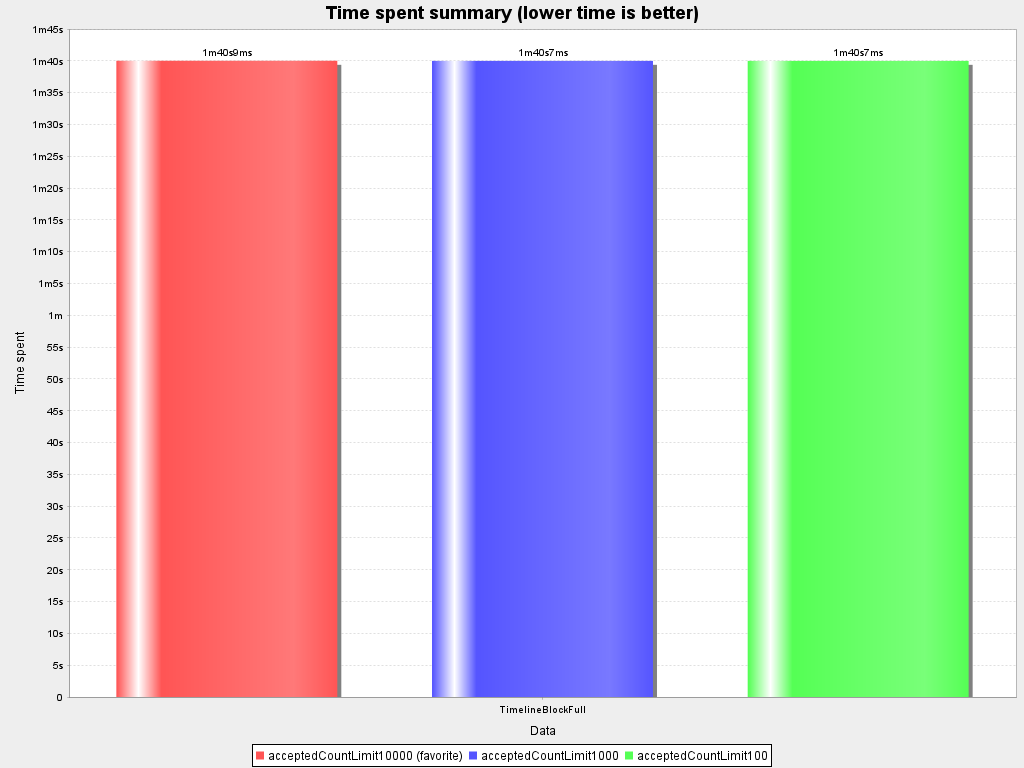 Time spent summary (lower time is better)
1m45s
1m40s
1m35s
1m30s
1m25s
1m20s
1m15s
1m10s
1m5s
1m
55s
50s
45s
40s
35s
30s
25s
20s
15s
10s
5s
0
Time spent
1m40s9ms
1m40s7ms
1m40s7ms
TimelineBlockFull
Data
acceptedCountLimit10000 (favorite)
acceptedCountLimit1000
acceptedCountLimit100